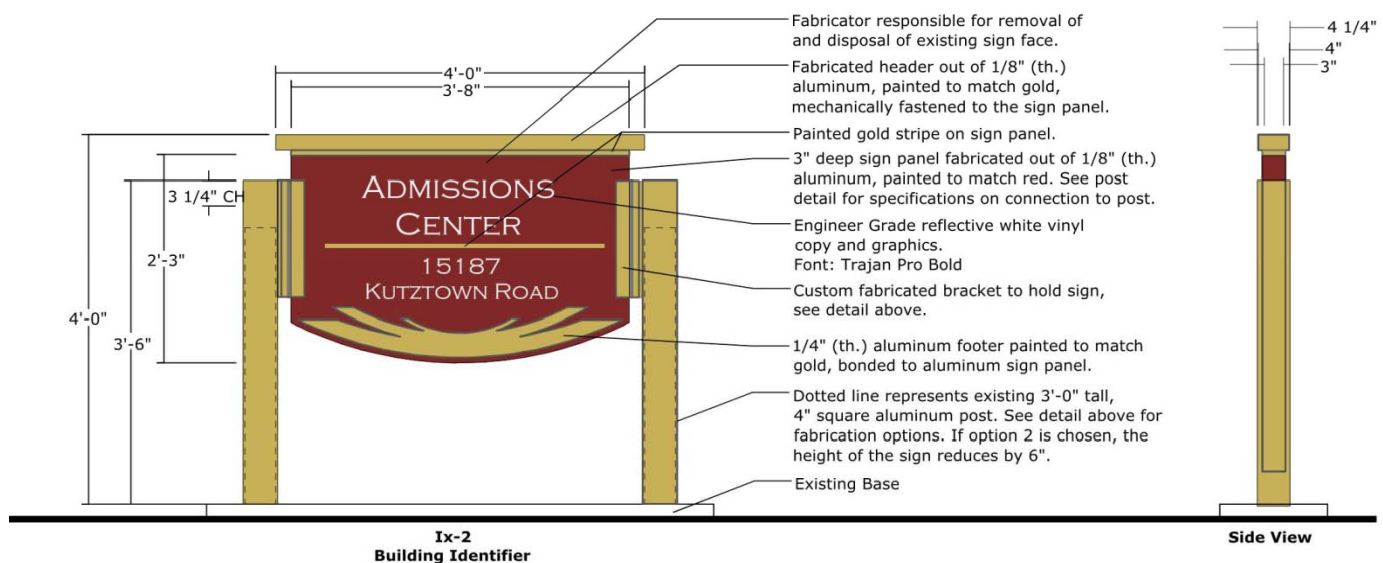 4'-0"
3'-8"
3 1/4" CH
2'-3"
4'-0"
3'-6"
ADMISSIONS
CENTER
15187
KUTZTOWN ROAD
Fabricator responsible for removal of
and disposal of existing sign face.
Fabricated header out of 1/8" (th.)
aluminum, painted to match gold,
mechanically fastened to the sign panel.
Painted gold stripe on sign panel.
3" deep sign panel fabricated out of 1/8" (th.)
aluminum, painted to match red. See post
detail for specifications on connection to post.
Engineer Grade reflective white vinyl
copy and graphics.
Font: Trajan Pro Bold
Custom fabricated bracket to hold sign,
see detail above.
1/4" (th.) aluminum footer painted to match
gold, bonded to aluminum sign panel.
Dotted line represents existing 3'-0" tall,
4" square aluminum post. See detail above for
fabrication options. If option 2 is chosen, the
height of the sign reduces by 6".
Existing Base
4 1/4"
4"
3"
Ix-2
Building Identifier
Side View